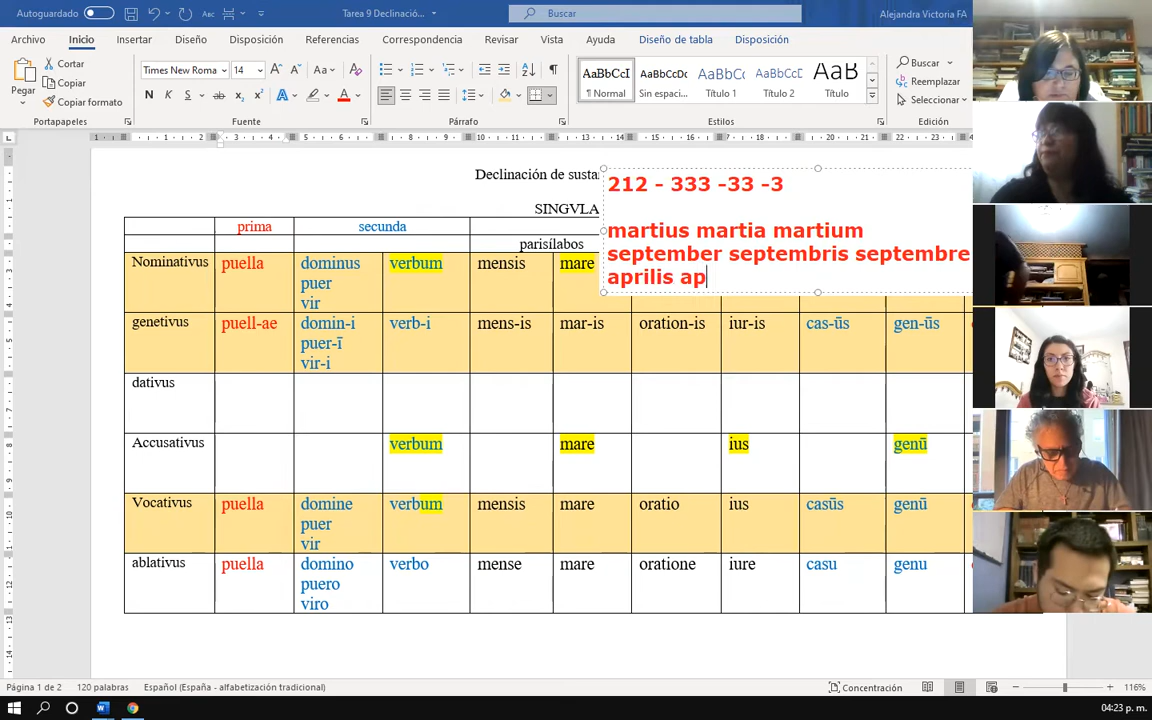 Autoguardado
Tarea 9 Declinació...
Buscar
Alejandra Victoria FA
Archivo Inicio Insertar Diseño Disposición Referencias Correspondencia Revisar Vista Ayuda Diseño de tabla Disposición
Pegar
Cortar
Copiar
Copiar formato
Portapapeles
Times New Roma 14
Fuente
Párrafo
AaBbCcI AaBbCcDc AaBbCc AaBbCcI AaB
¶ Normal Sin espaci... Título 1 Título 2 Título
Estilos
Buscar
Reemplazar
Seleccionar
Edición
Declinación de susta
SINGVLA
212 - 333 -33 -3
martius martia martium
september septembris septembre
aprilis ap
prima secunda
parisílabos
Nominativus puella dominus verbum mensis mare
puer
vir
genetivus puell-ae domin-i verb-i mens-is mar-is oration-is iur-is cas-ūs gen-ūs
puer-ī
vir-i
dativus
Accusativus verbum mare ius genū
Vocativus puella domine verbum mensis mare oratio ius casūs genū
puer
vir
ablativus puella domino verbo mense mare oratione iure casu genu
puero
viro
Página 1 de 2 120 palabras Español (España - alfabetización tradicional) Concentración 116%
04:23 p. m.